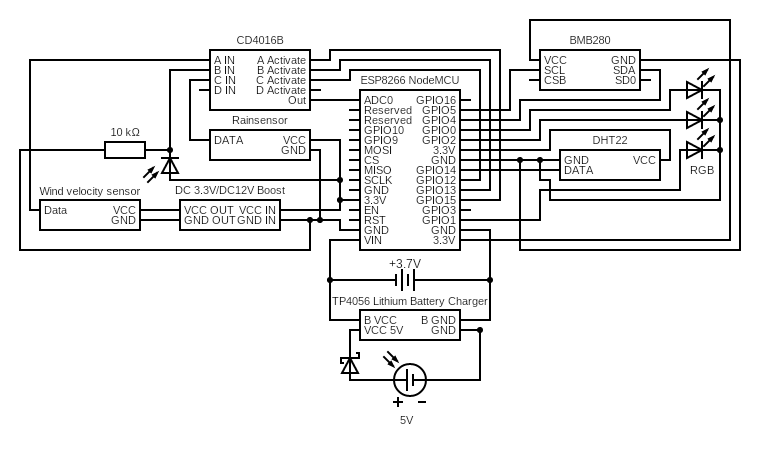 CD4016B
A IN A Activate
B IN B Activate
C IN C Activate
D IN D Activate
Out
BMB280
VCC GND
SCL SDA
CSB SD0
ESP8266 NodeMCU
ADC0 GPIO16
Reserved GPIO5
Reserved GPIO4
GPIO10 GPIO0
GPIO9 GPIO2
MOSI 3.3V
CS GND
MISO GPIO14
SCLK GPIO12
GND GPIO13
3.3V GPIO15
EN GPIO3
RST GPIO1
GND GND
VIN 3.3V
Rainsensor
DATA VCC
GND
10 kΩ
DHT22
GND VCC
DATA
RGB
Wind velocity sensor
Data VCC
GND
DC 3.3V/DC12V Boost
VCC OUT VCC IN
GND OUT GND IN
+3.7V
TP4056 Lithium Battery Charger
B VCC B GND
VCC 5V GND
+ −
5V